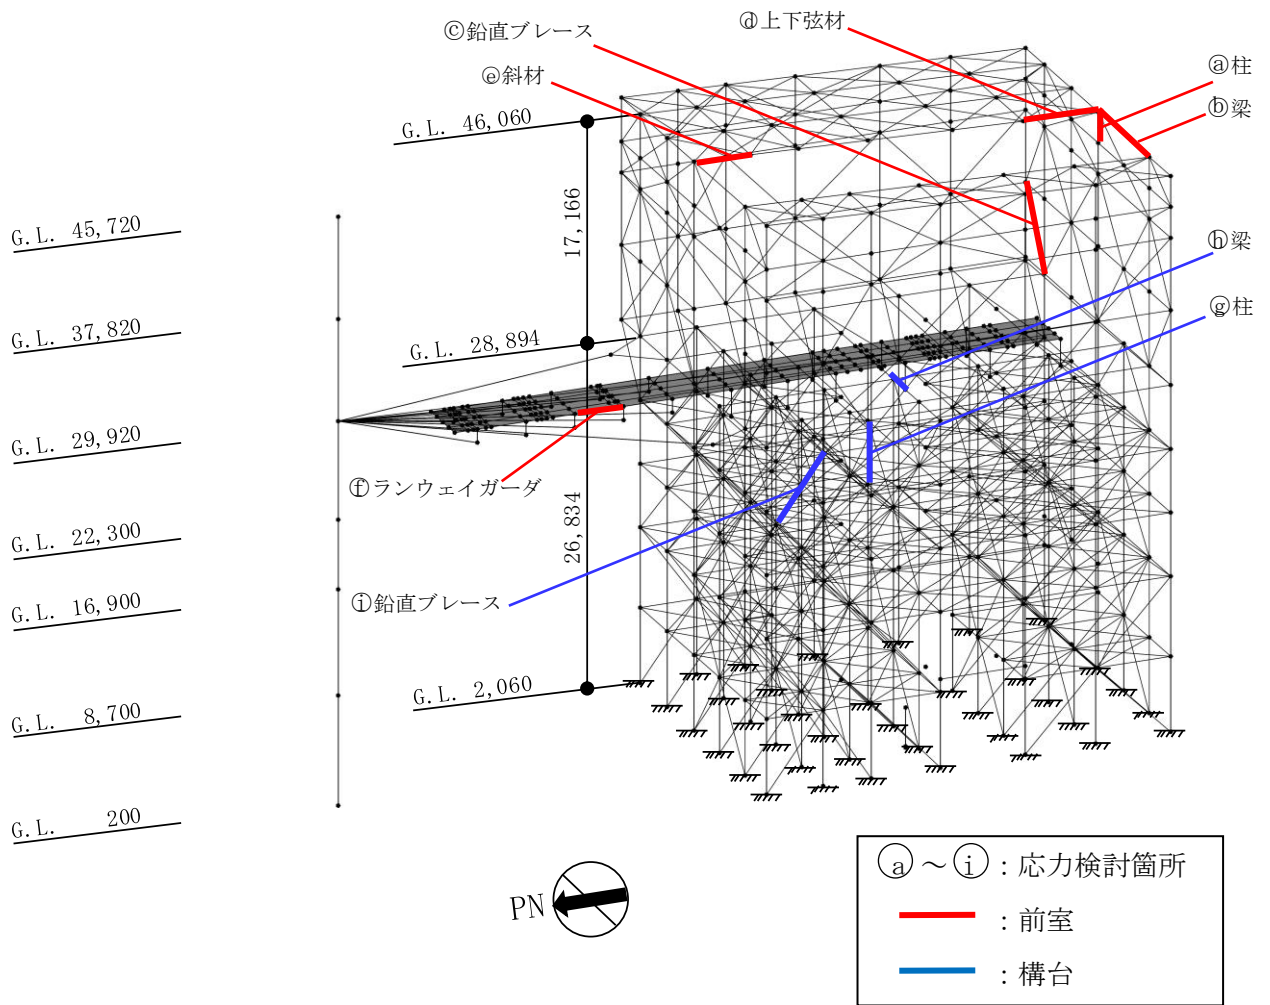 ⓒ鉛直ブレース
ⓓ上下弦材
ⓔ斜材
ⓐ柱
ⓑ梁
G.L. 46,060
17,166
G.L. 45,720
ⓗ梁
ⓖ柱
G.L. 37,820
G.L. 28,894
G.L. 29,920
ⓕランウェイガーダ
26,834
G.L. 22,300
ⓘ鉛直ブレース
G.L. 16,900
G.L. 2,060
G.L. 8,700
G.L. 200
PN
ⓐ～ⓘ：応力検討箇所
：前室
：構台